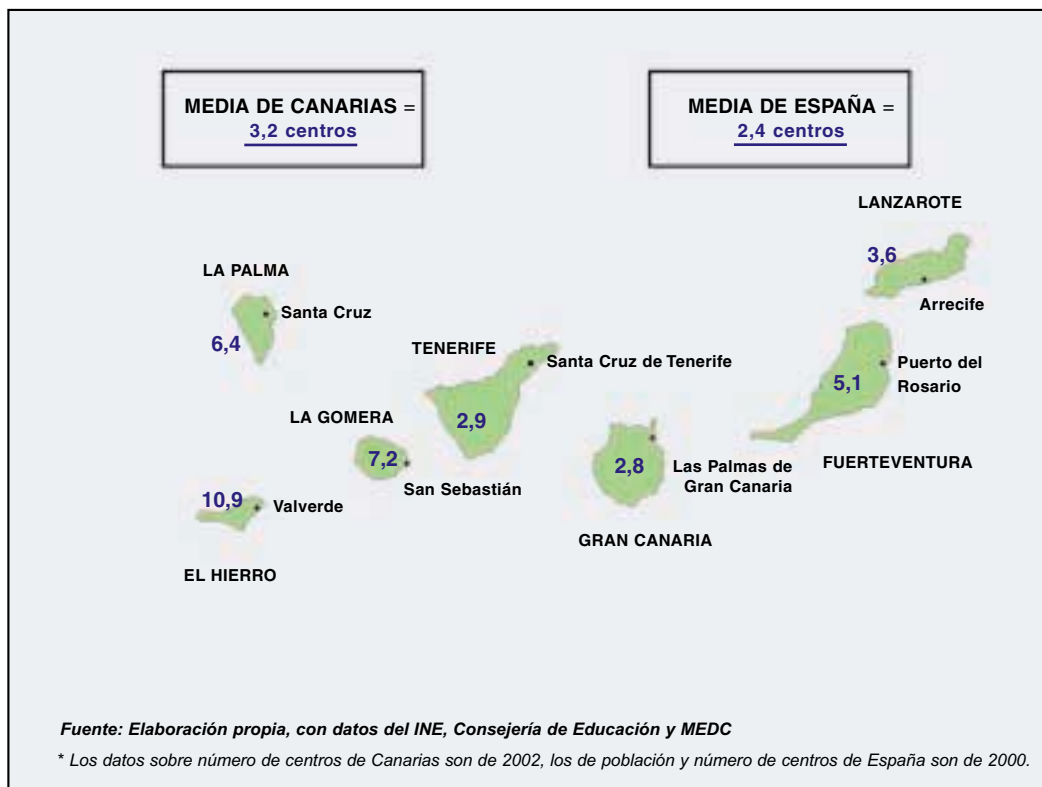 MEDIA DE CANARIAS =
3,2 centros
MEDIA DE ESPAÑA =
2,4 centros
LANZAROTE
3,6
Arrecife
LA PALMA
Santa Cruz
6,4
TENERIFE
Santa Cruz de Tenerife
2,9
Puerto del
Rosario
5,1
FUERTEVENTURA
LA GOMERA
7,2
San Sebastián
2,8
Las Palmas de
Gran Canaria
GRAN CANARIA
10,9
Valverde
EL HIERRO
Fuente: Elaboración propia, con datos del INE, Consejería de Educación y MEDC
* Los datos sobre número de centros de Canarias son de 2002, los de población y número de centros de España son de 2000.